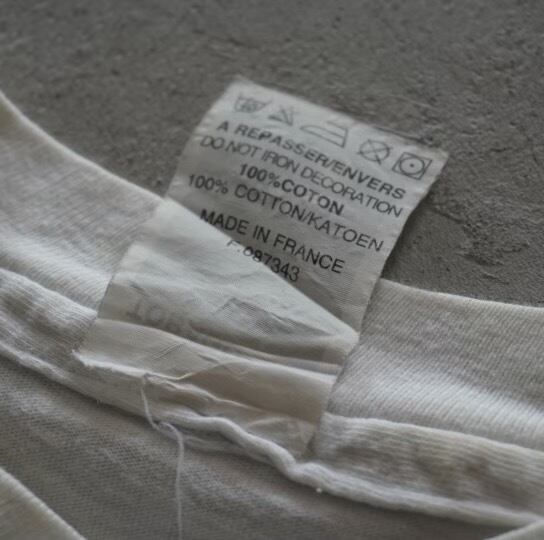 A REPASSER/ENVERS
DO NOT IRON DECORATION
100%COTON
100% COTTON/KATOEN
MADE IN FRANCE
F.687343